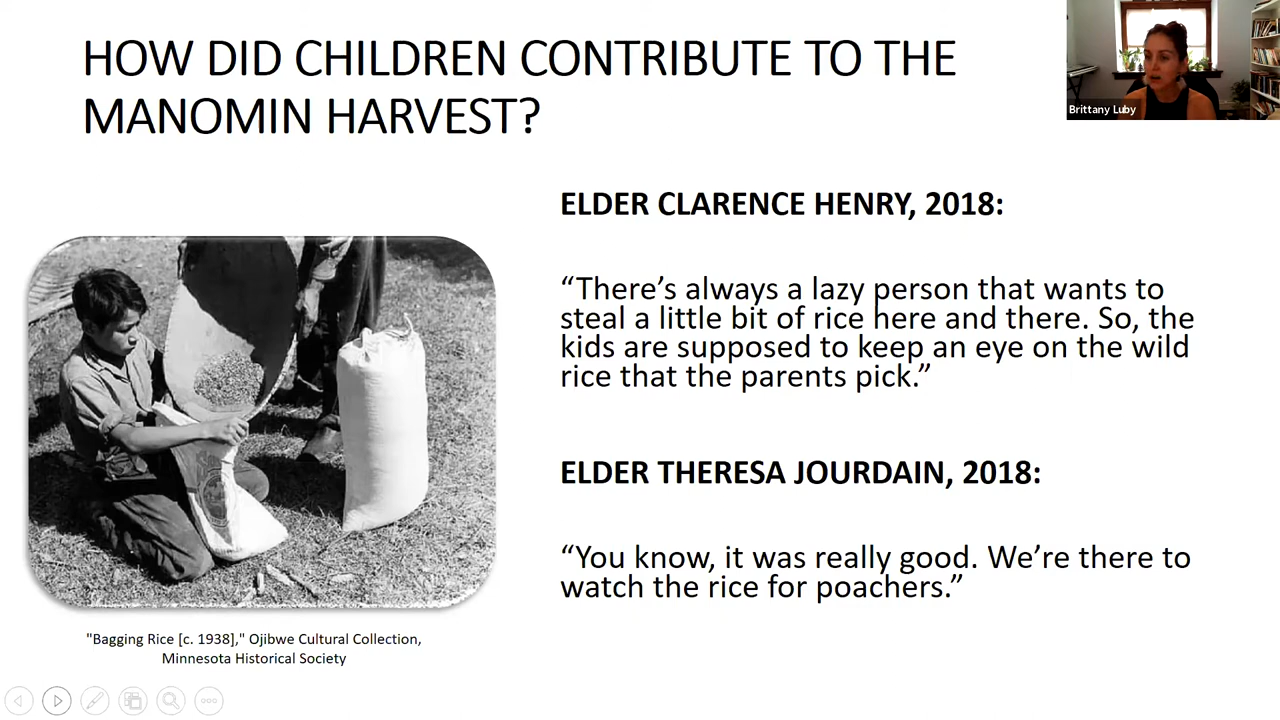 HOW DID CHILDREN CONTRIBUTE TO THE
MANOMIN HARVEST?
Brittany Luby
ELDER CLARENCE HENRY, 2018:
“There’s always a lazy person that wants to
steal a little bit of rice here and there. So, the
kids are supposed to keep an eye on the wild
rice that the parents pick.”
ELDER THERESA JOURDAIN, 2018:
“You know, it was really good. We’re there to
watch the rice for poachers.”
"Bagging Rice [c. 1938]," Ojibwe Cultural Collection,
Minnesota Historical Society